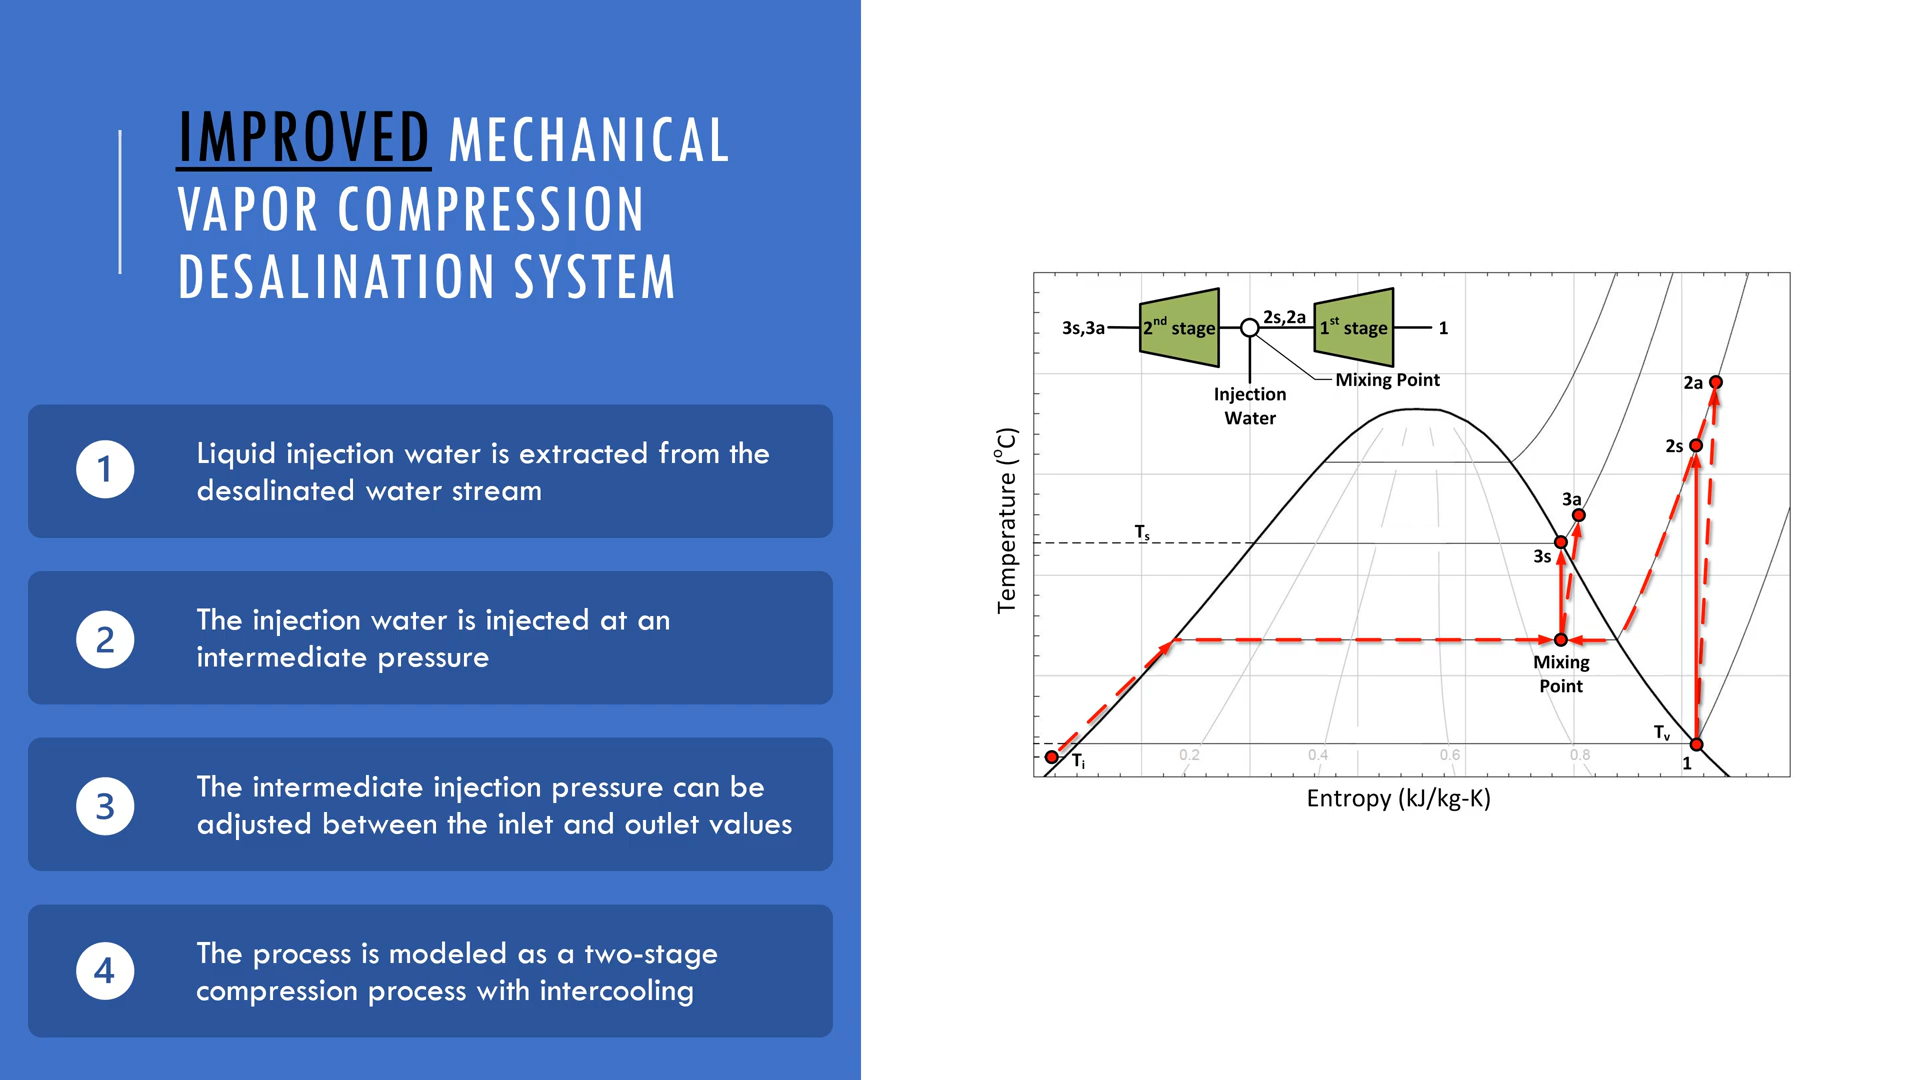 IMPROVED MECHANICAL
VAPOR COMPRESSION
DESALINATION SYSTEM
1
Liquid injection water is extracted from the
desalinated water stream
2
The injection water is injected at an
intermediate pressure
3
The intermediate injection pressure can be
adjusted between the inlet and outlet values
4
The process is modeled as a two-stage
compression process with intercooling
3s,3a
2nd stage
2s,2a
1st stage
1
Mixing Point
Injection
Water
2a
2s
3a
Ts
3s
Mixing
Point
Tv
0.2
0.4
0.6
0.8
Ti
1
Temperature (°C)
Entropy (kJ/kg-K)